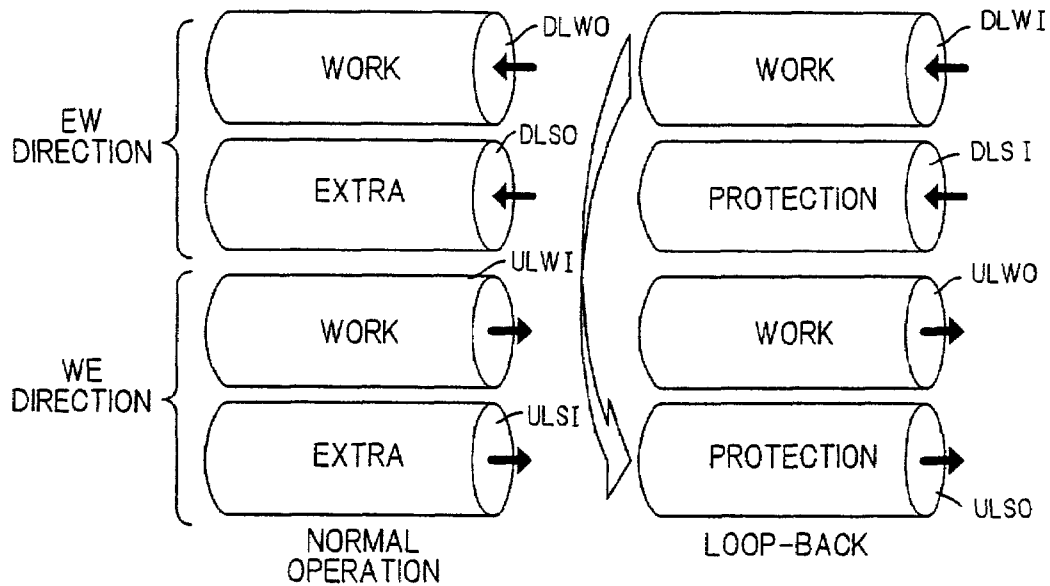 DLWO
DLWI
WORK
WORK
EW
DIRECTION
DLSO
DLSI
EXTRA
PROTECTION
ULWI
ULWO
WORK
WORK
WE
DIRECTION
ULSI
EXTRA
PROTECTION
ULSO
NORMAL
OPERATION
LOOP-BACK